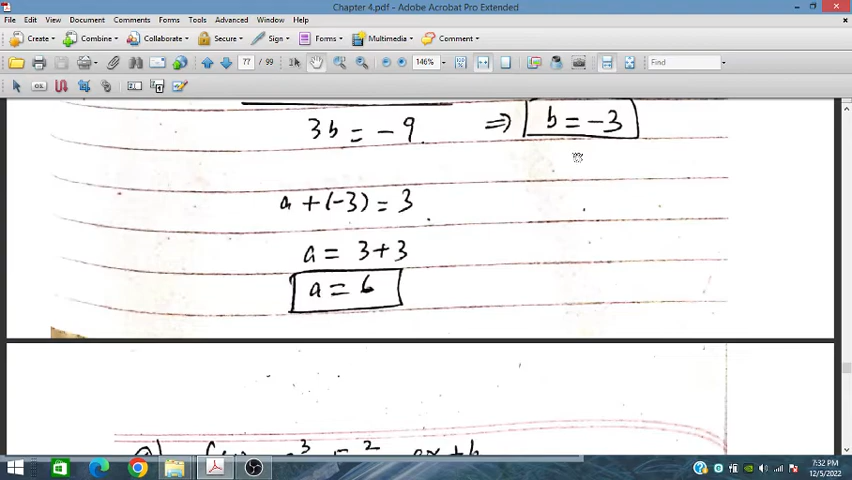 Chapter 4.pdf - Adobe Acrobat Pro Extended
File Edit View Document Comments Forms Tools Advanced Window Help
Create Combine Collaborate Secure Sign Forms Multimedia Comment
77 / 99 146% Find
3b = -9 ⇒ b = -3
a + (-3) = 3
a = 3 + 3
a = 6
7:32 PM
12/5/2022